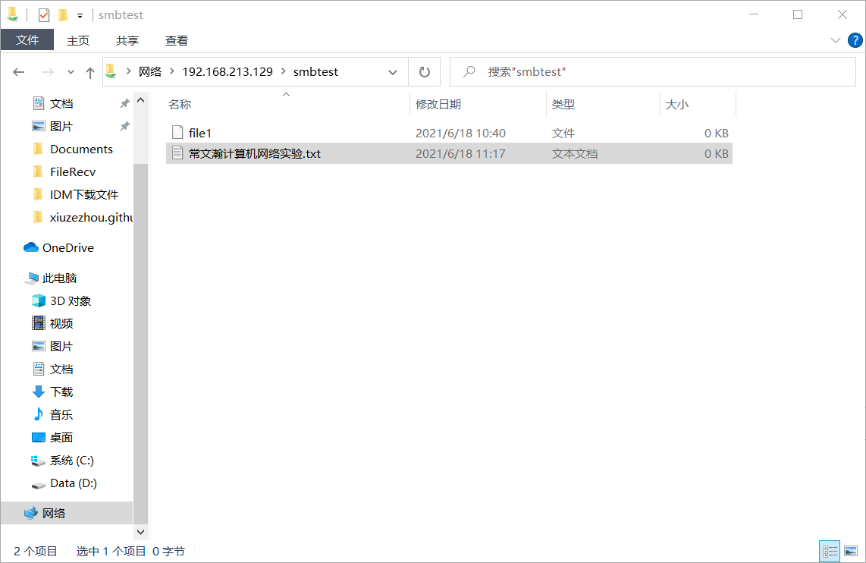 smbtest
文件 主页 共享 查看
网络 192.168.213.129 smbtest 搜索"smbtest"
名称 修改日期 类型 大小
file1 2021/6/18 10:40 文件 0 KB
常文瀚计算机网络实验.txt 2021/6/18 11:17 文本文档 0 KB
文档
图片
Documents
FileRecv
IDM下载文件
xiuzezhou.githu
OneDrive
此电脑
3D 对象
视频
图片
文档
下载
音乐
桌面
系统 (C:)
Data (D:)
网络
2 个项目 选中 1 个项目 0 字节